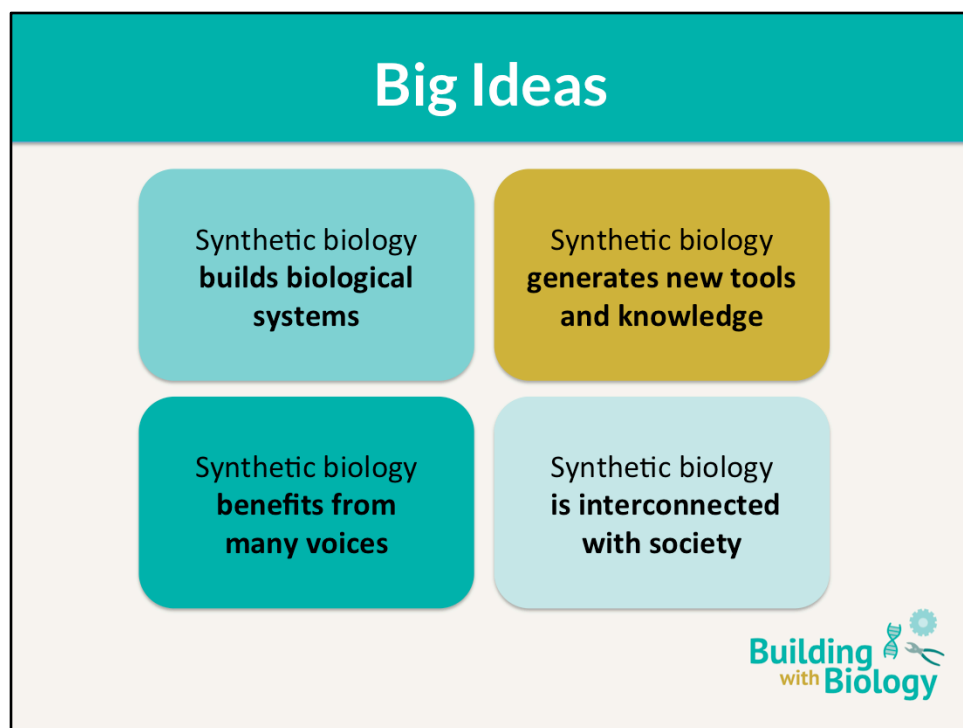 Big Ideas
Synthetic biology
builds biological
systems
Synthetic biology
generates new tools
and knowledge
Synthetic biology
benefits from
many voices
Synthetic biology
is interconnected
with society
Building
with Biology